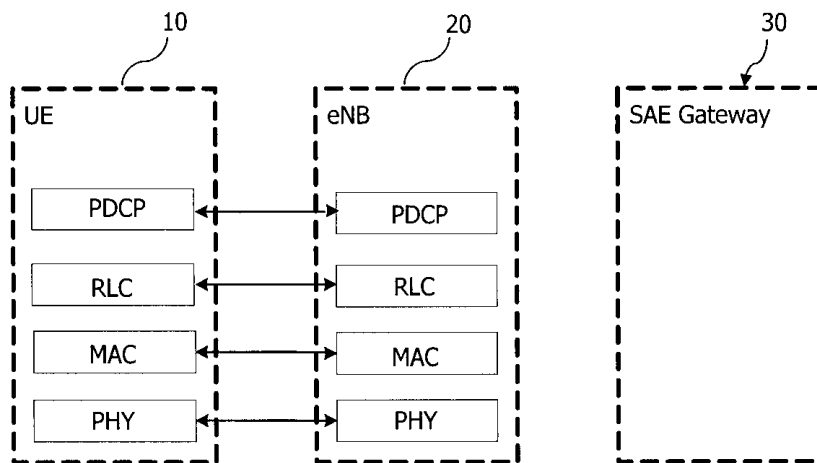 10
20
30
UE
eNB
SAE Gateway
PDCP
PDCP
RLC
RLC
MAC
MAC
PHY
PHY